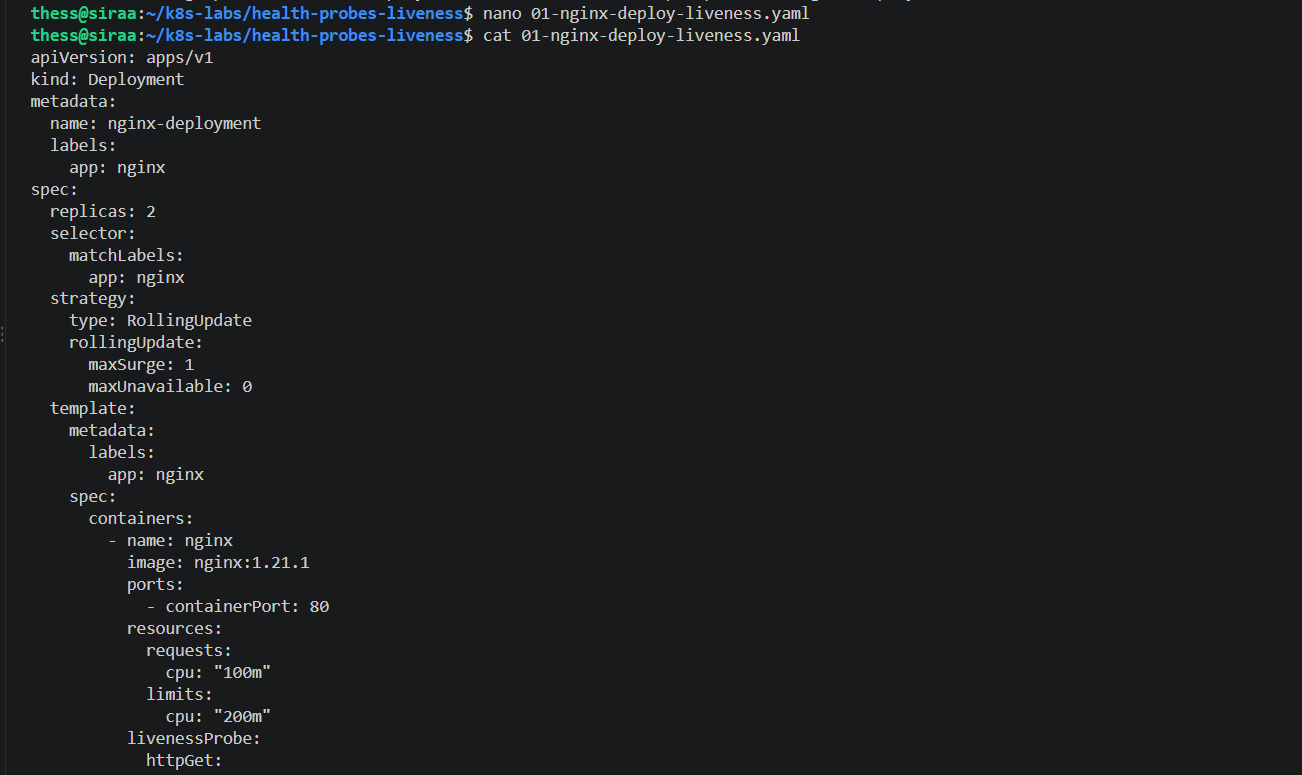 thess@siraa:~/k8s-labs/health-probes-liveness$ nano 01-nginx-deploy-liveness.yaml
thess@siraa:~/k8s-labs/health-probes-liveness$ cat 01-nginx-deploy-liveness.yaml
apiVersion: apps/v1
kind: Deployment
metadata:
  name: nginx-deployment
  labels:
    app: nginx
spec:
  replicas: 2
  selector:
    matchLabels:
      app: nginx
  strategy:
    type: RollingUpdate
    rollingUpdate:
      maxSurge: 1
      maxUnavailable: 0
  template:
    metadata:
      labels:
        app: nginx
    spec:
      containers:
        - name: nginx
          image: nginx:1.21.1
          ports:
            - containerPort: 80
          resources:
            requests:
              cpu: "100m"
            limits:
              cpu: "200m"
          livenessProbe:
            httpGet: